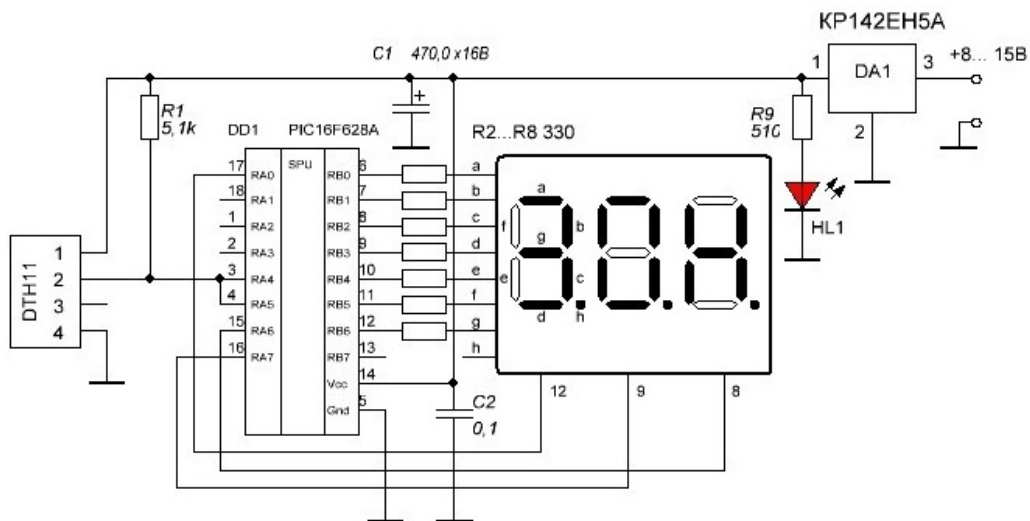 КР142ЕН5А
C1 470,0 x16В
1
DA1
3
+8... 15В
2
R1
5,1k
DD1 PIC16F628A
R2...R8 330
R9
510
HL1
SPU
17 RA0 RB0 6 a
18 RA1 RB1 7 b
1 RA2 RB2 8 c
2 RA3 RB3 9 d
3 RA4 RB4 10 e
4 RA5 RB5 11 f
15 RA6 RB6 12 g
16 RA7 RB7 13 h
Vcc 14
Gnd 5
a
f b
g
e c
d h
DTH11
1
2
3
4
12
9
8
C2
0,1